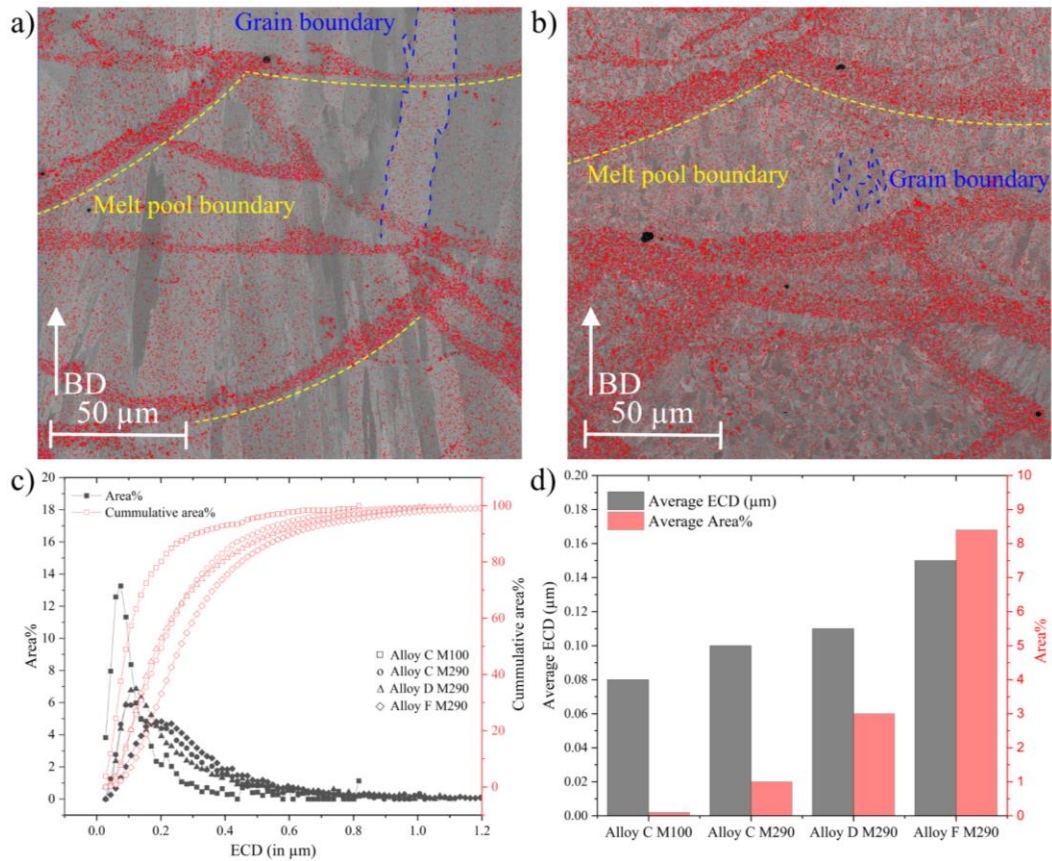 a)
Grain boundary
Melt pool boundary
BD
50 µm
b)
Melt pool boundary
Grain boundary
BD
50 µm
c)
Area%
Cummulative area%
Alloy C M100
Alloy C M290
Alloy D M290
Alloy F M290
20
18
16
14
12
10
8
6
4
2
0
Area%
100
80
60
40
20
0
Cummulative area%
0.0 0.2 0.4 0.6 0.8 1.0 1.2
ECD (in µm)
d)
Average ECD (µm)
Average Area%
0.20
0.18
0.16
0.14
0.12
0.10
0.08
0.06
0.04
0.02
0.00
Average ECD (µm)
10
9
8
7
6
5
4
3
2
1
0
Area%
Alloy C M100 Alloy C M290 Alloy D M290 Alloy F M290